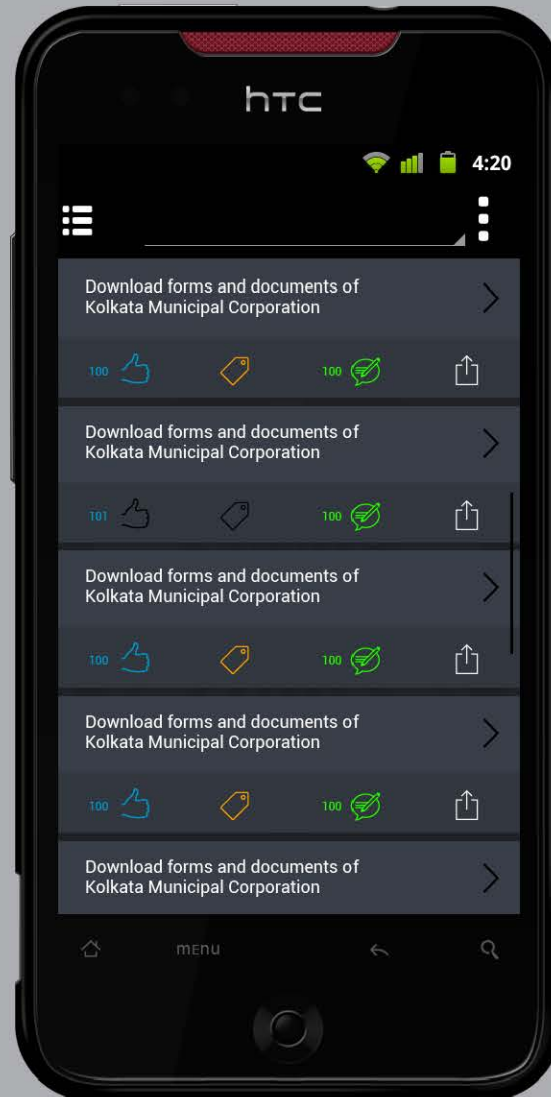 hTC
4:20
Download forms and documents of
Kolkata Municipal Corporation
100
100
Download forms and documents of
Kolkata Municipal Corporation
101
100
Download forms and documents of
Kolkata Municipal Corporation
100
100
Download forms and documents of
Kolkata Municipal Corporation
100
100
Download forms and documents of
Kolkata Municipal Corporation
mEnu